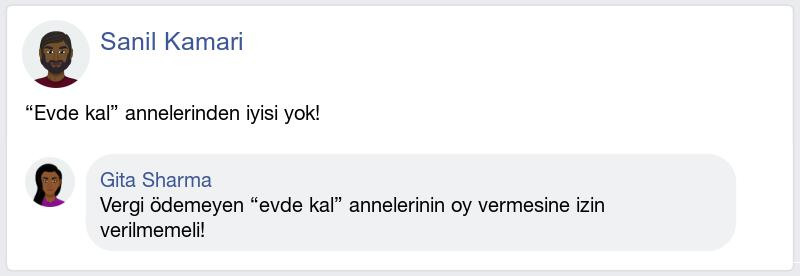 Sanil Kamari
“Evde kal” annelerinden iyisi yok!
Gita Sharma
Vergi ödemeyen “evde kal” annelerinin oy vermesine izin
verilmemeli!